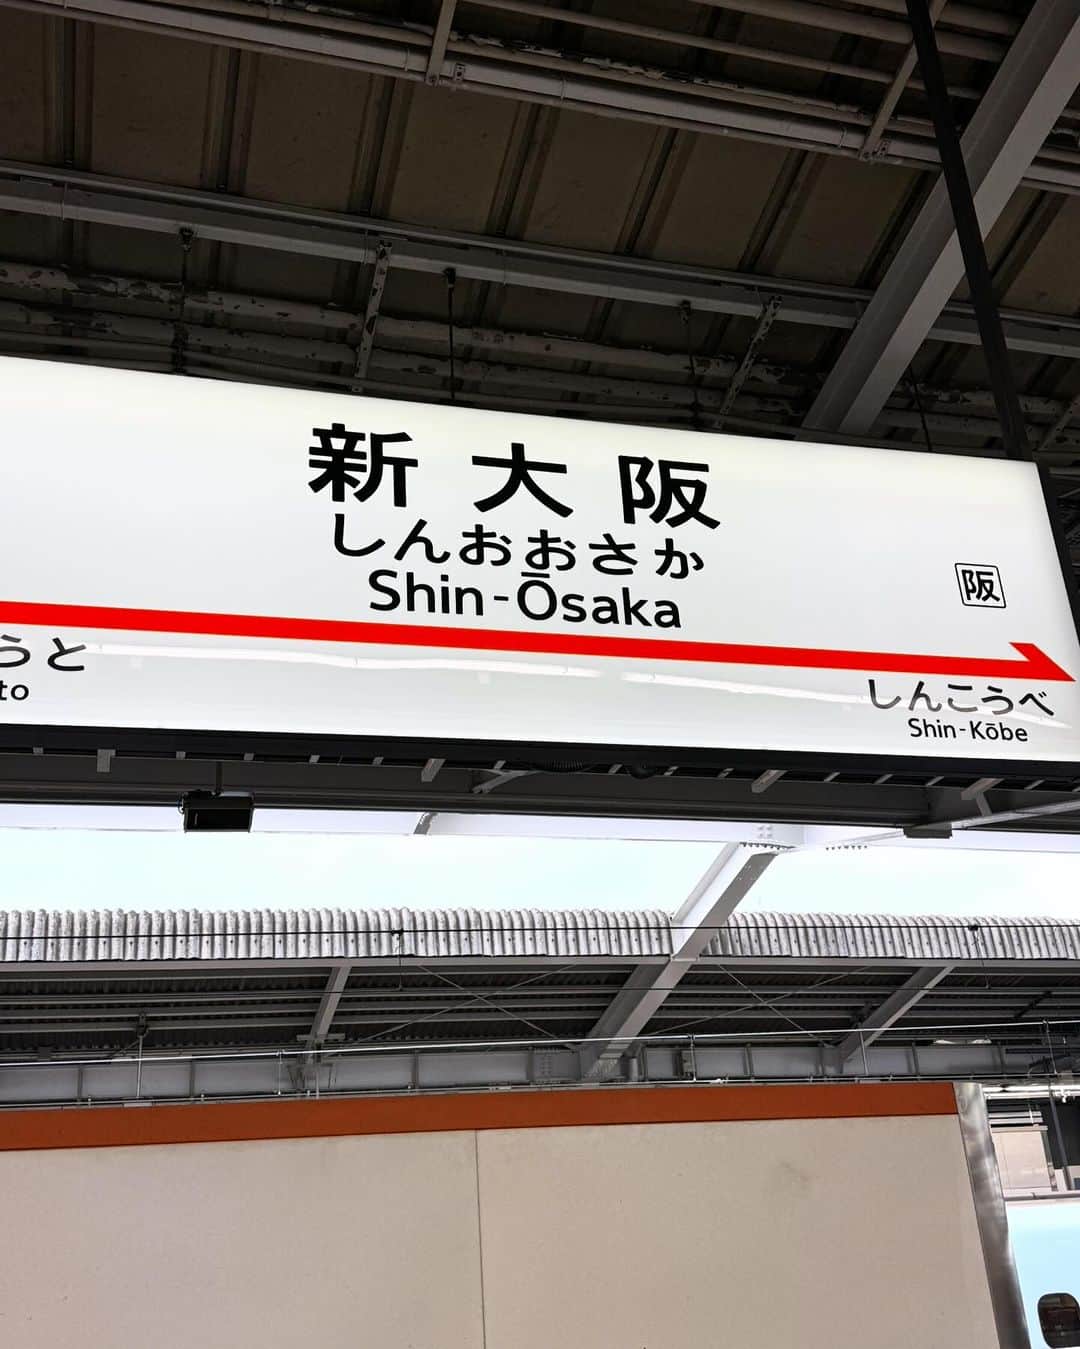 新大阪
しんおおさか
Shin-Ōsaka
阪
うと
to
しんこうべ
Shin-Kōbe